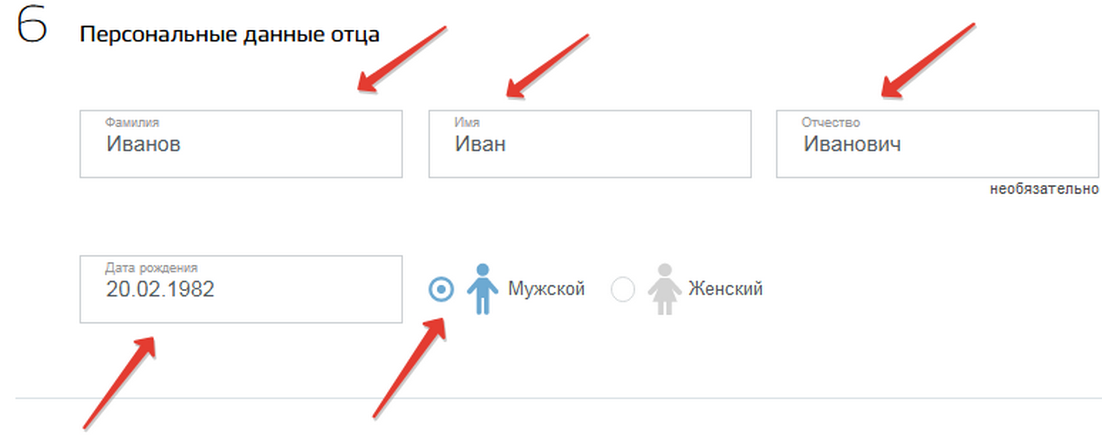 6 Персональные данные отца
Фамилия Имя Отчество
Иванов Иван Иванович
необязательно
Дата рождения
20.02.1982 Мужской Женский